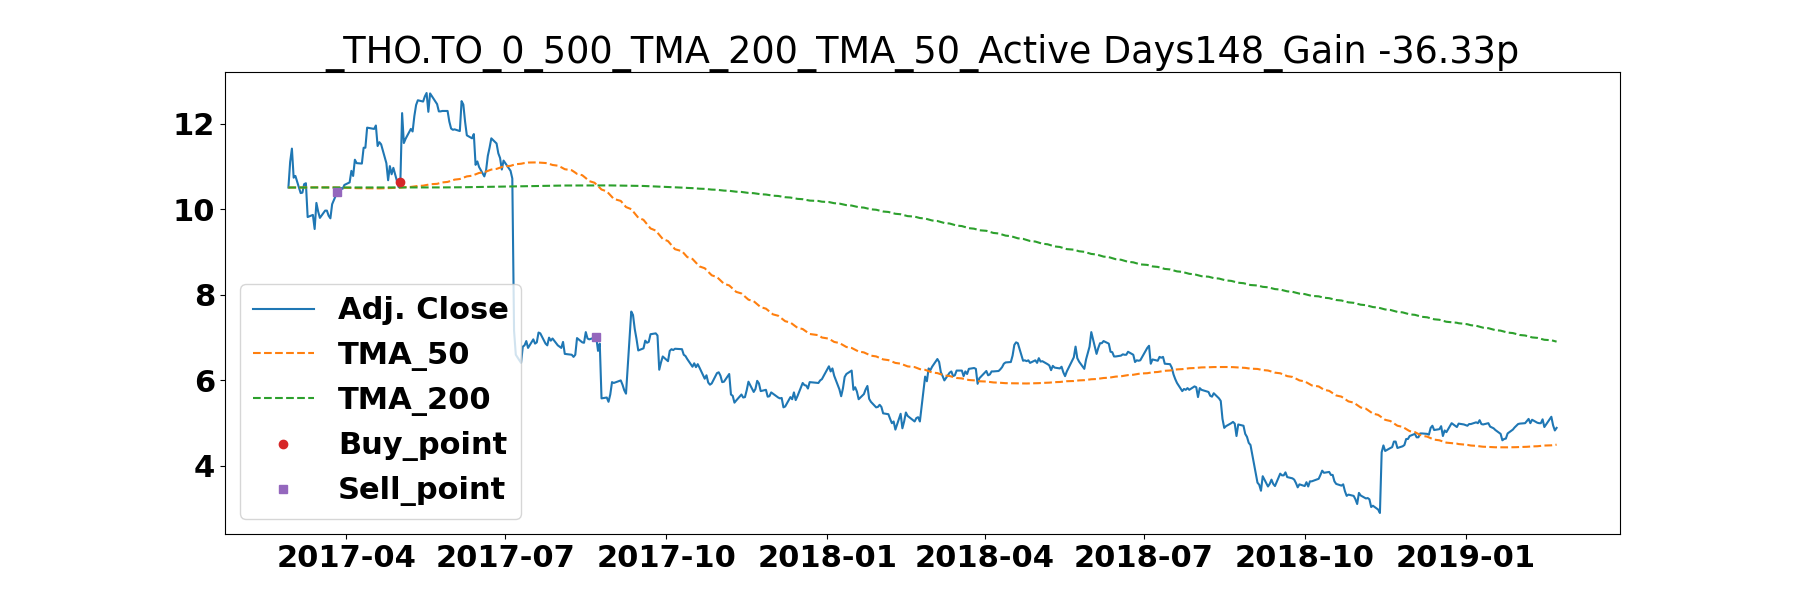 _THO.TO_0_500_TMA_200_TMA_50_Active Days148_Gain -36.33p
12
10
8
6
4
Adj. Close
TMA_50
TMA_200
Buy_point
Sell_point
2017-04 2017-07 2017-10 2018-01 2018-04 2018-07 2018-10 2019-01